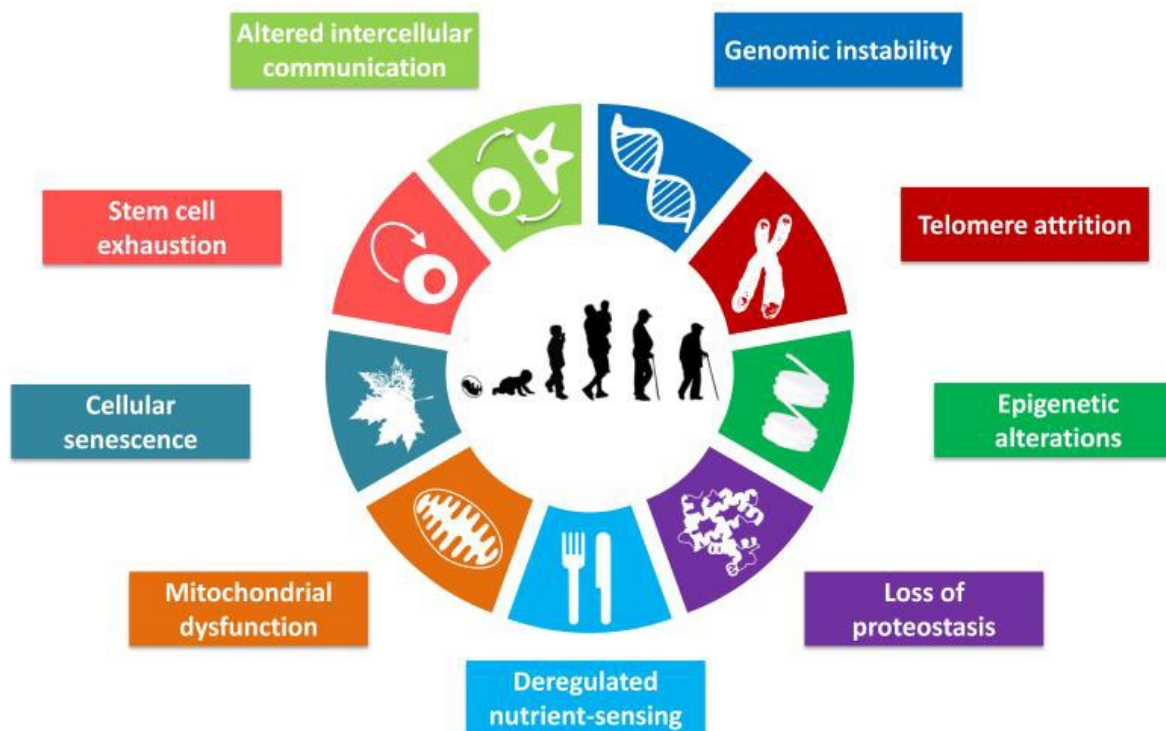 Altered intercellular
communication
Genomic instability
Stem cell
exhaustion
Telomere attrition
Cellular
senescence
Epigenetic
alterations
Mitochondrial
dysfunction
Loss of
proteostasis
Deregulated
nutrient-sensing